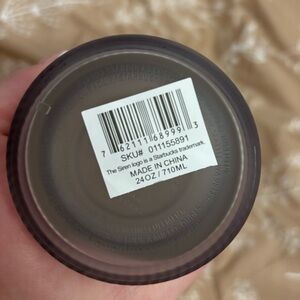 7 62111 68999 3
SKU# 011155891
The Siren logo is a Starbucks trademark.
MADE IN CHINA
24OZ / 710ML